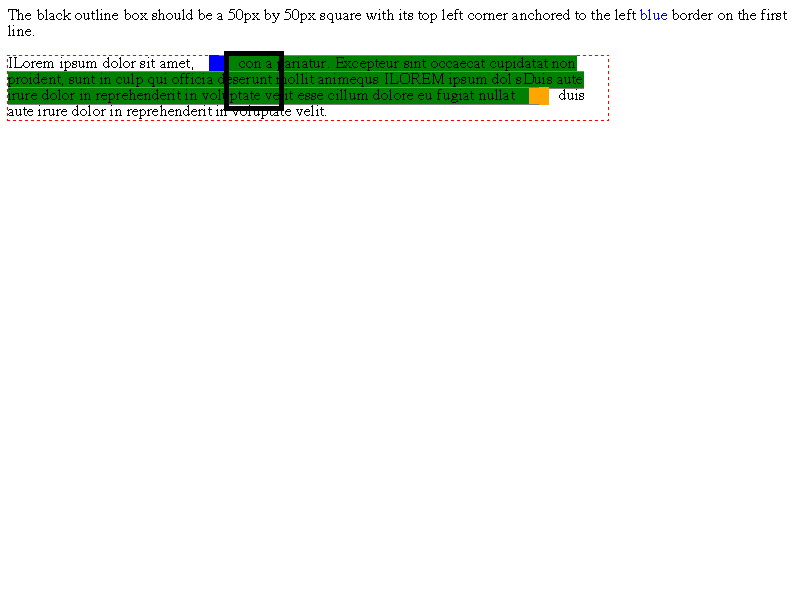 The black outline box should be a 50px by 50px square with its top left corner anchored to the left blue border on the first
line.
ILorem ipsum dolor sit amet, con a pariatur. Excepteur sint occaecat cupidatat non
proident, sunt in culp qui officia deserunt mollit animequs ILOREM ipsum dol sDuis aute
irure dolor in reprehenderit in voluptate velit esse cillum dolore eu fugiat nullat duis
aute irure dolor in reprehenderit in voluptate velit.